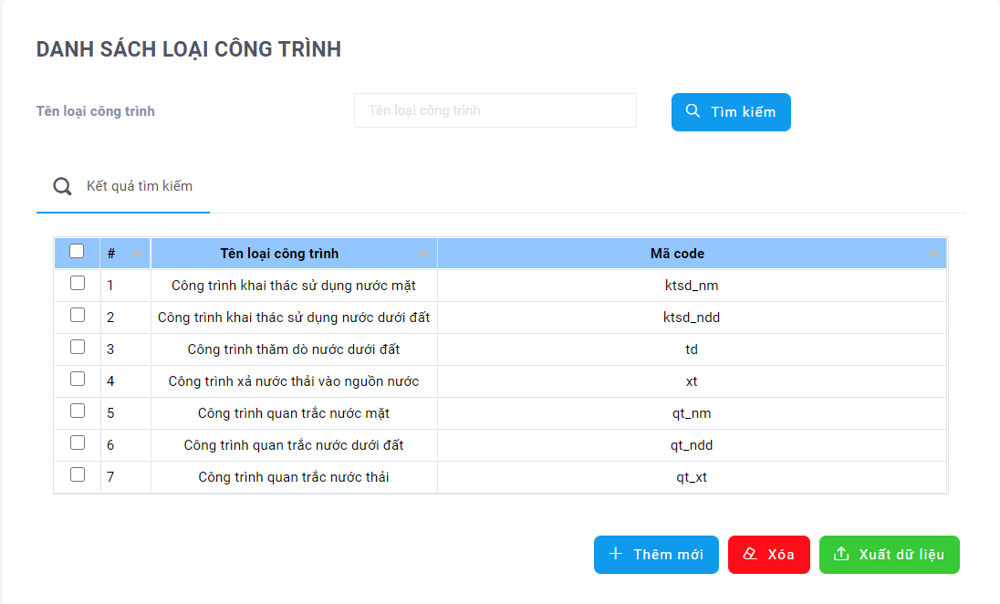 DANH SÁCH LOẠI CÔNG TRÌNH
Tên loại công trình Tên loại công trình Tìm kiếm
Kết quả tìm kiếm
# Tên loại công trình Mã code
1 Công trình khai thác sử dụng nước mặt ktsd_nm
2 Công trình khai thác sử dụng nước dưới đất ktsd_ndd
3 Công trình thăm dò nước dưới đất td
4 Công trình xả nước thải vào nguồn nước xt
5 Công trình quan trắc nước mặt qt_nm
6 Công trình quan trắc nước dưới đất qt_ndd
7 Công trình quan trắc nước thải qt_xt
Thêm mới Xóa Xuất dữ liệu